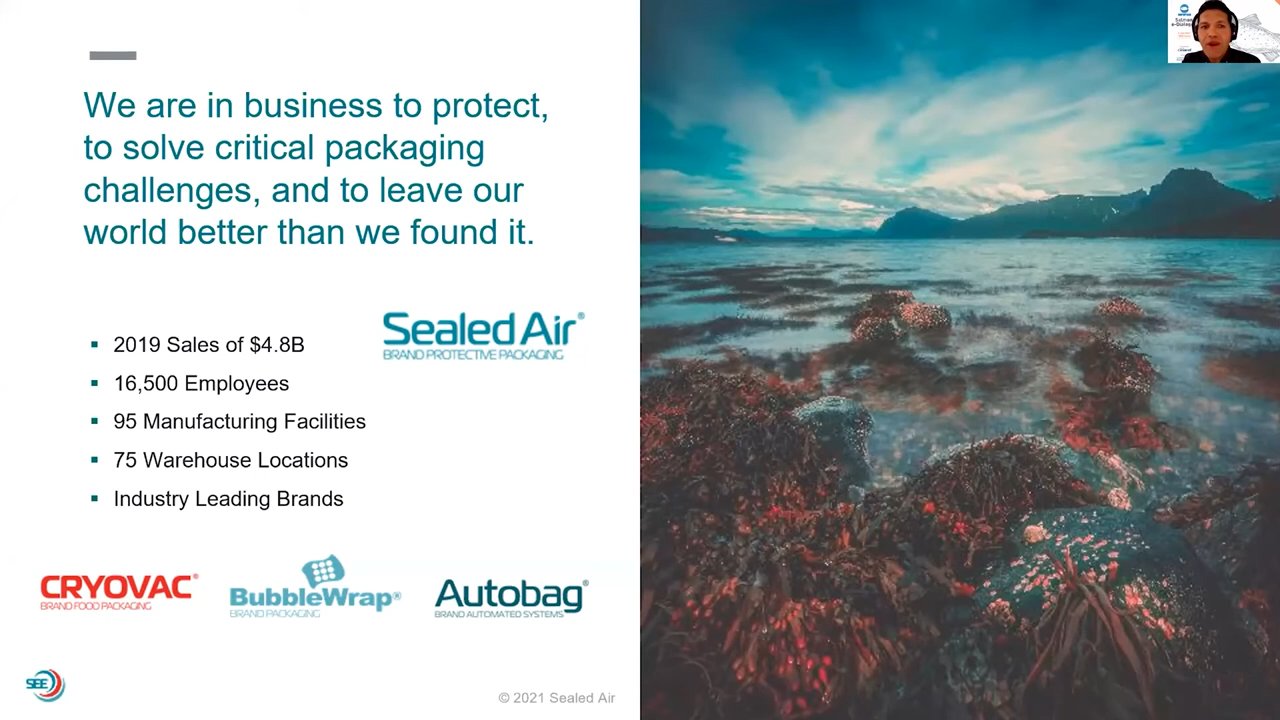 We are in business to protect,
to solve critical packaging
challenges, and to leave our
world better than we found it.
SealedAir®
BRAND PROTECTIVE PACKAGING
▪ 2019 Sales of $4.8B
▪ 16,500 Employees
▪ 95 Manufacturing Facilities
▪ 75 Warehouse Locations
▪ Industry Leading Brands
CRYOVAC®
BRAND FOOD PACKAGING
BubbleWrap®
BRAND PACKAGING
Autobag®
BRAND AUTOMATED SYSTEMS
SEE
© 2021 Sealed Air